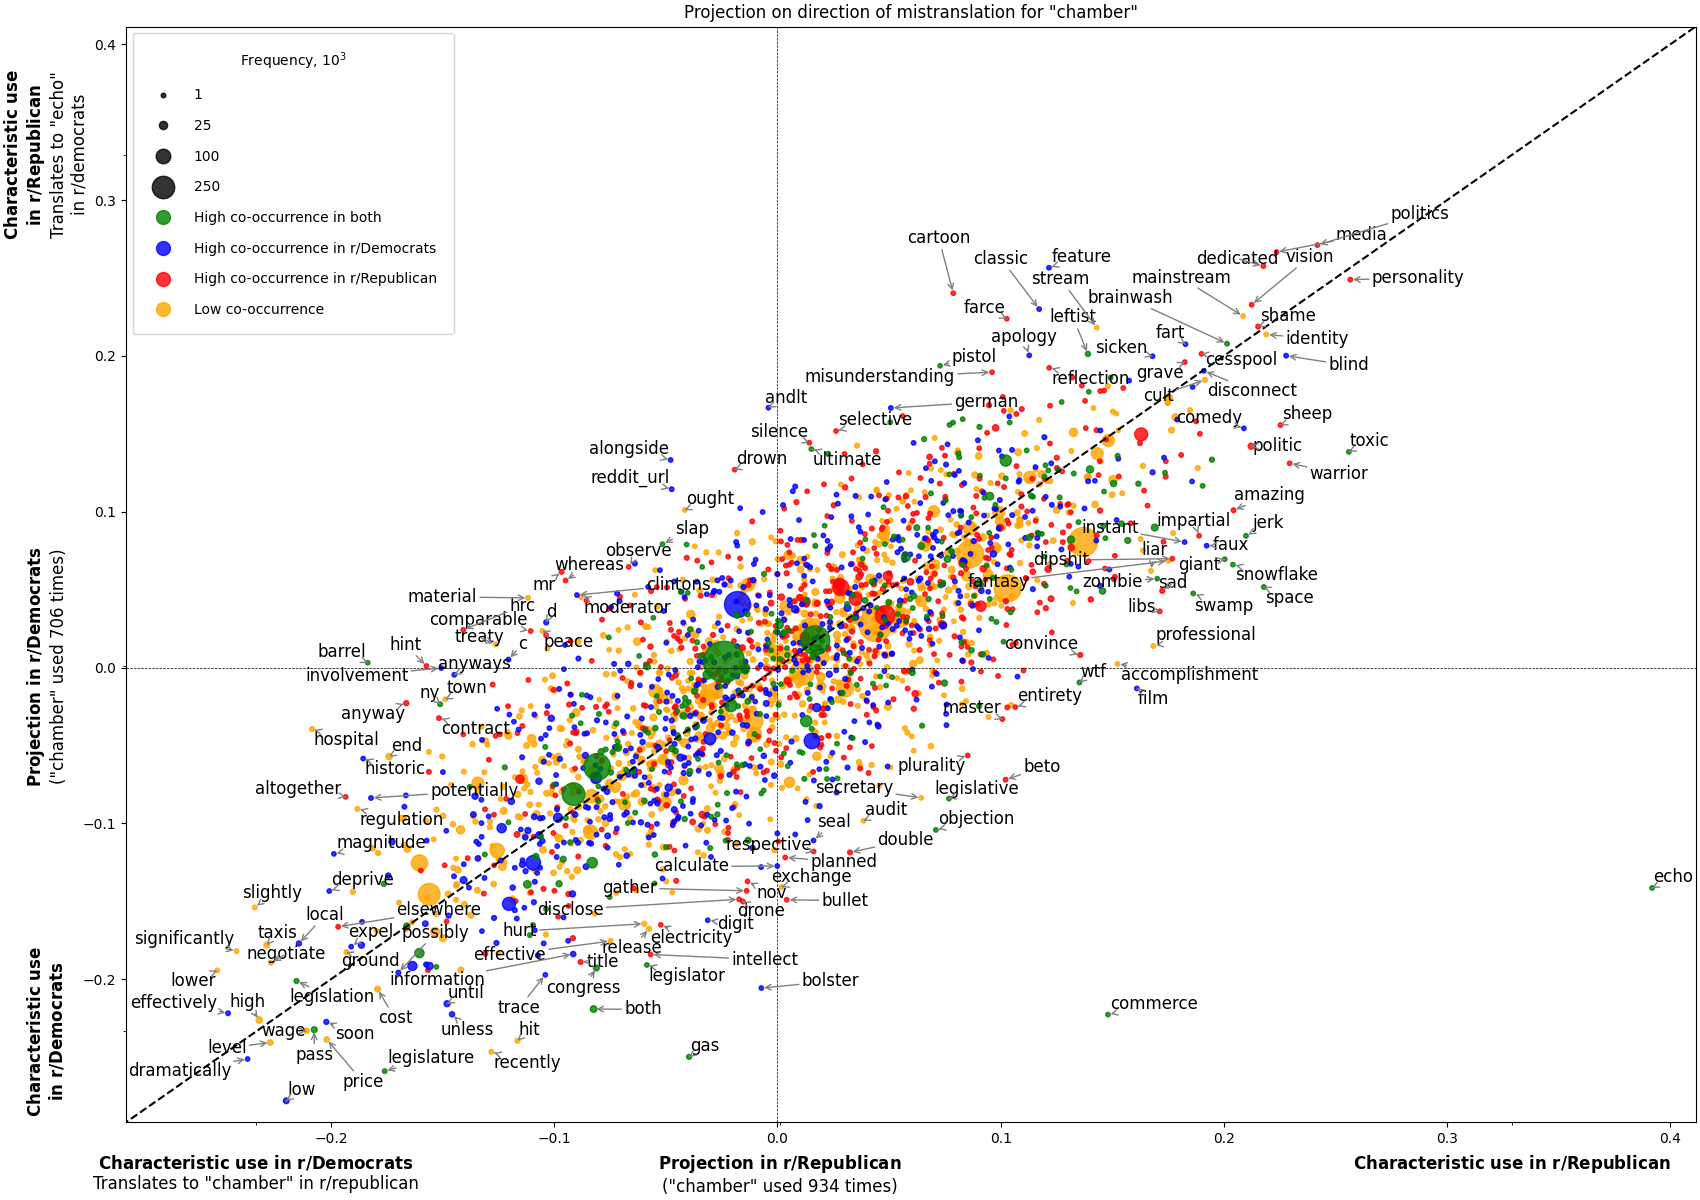 Projection on direction of mistranslation for "chamber"
Characteristic use
in r/Republican
Translates to "echo"
in r/democrats
Projection in r/Democrats
("chamber" used 706 times)
Characteristic use
in r/Democrats
0.4
0.3
0.2
0.1
0.0
−0.1
−0.2
Frequency, 10³
1
25
100
250
High co-occurrence in both
High co-occurrence in r/Democrats
High co-occurrence in r/Republican
Low co-occurrence
politics
media
cartoon
classic
feature
dedicated
vision
stream
mainstream
personality
brainwash
farce
leftist
shame
apology
fart
identity
sicken
pistol
cesspool
blind
misunderstanding
reflection
grave
disconnect
andlt
german
cult
selective
comedy
sheep
silence
politic
toxic
alongside
drown
ultimate
warrior
reddit_url
ought
amazing
slap
instant
impartial
jerk
observe
liar
faux
whereas
dipshit
giant
snowflake
mr
clintons
fantasy
zombie
sad
material
hrc
d
moderator
libs
swamp
space
comparable
treaty
c
peace
convince
professional
barrel
hint
anyways
wtf
accomplishment
involvement
ny
town
entirety
film
anyway
contract
master
hospital
end
historic
plurality
beto
altogether
potentially
secretary
legislative
regulation
audit
seal
objection
magnitude
respective
double
calculate
planned
deprive
exchange
slightly
gather
nov
bullet
local
elsewhere
disclose
drone
digit
significantly
taxis
expel
possibly
hurt
electricity
negotiate
ground
effective
release
intellect
lower
information
title
legislator
bolster
effectively
high
legislation
until
trace
congress
both
commerce
cost
wage
soon
unless
hit
level
pass
legislature
recently
gas
dramatically
price
low
echo
−0.2
−0.1
0.0
0.1
0.2
0.3
0.4
Characteristic use in r/Democrats
Translates to "chamber" in r/republican
Projection in r/Republican
("chamber" used 934 times)
Characteristic use in r/Republican